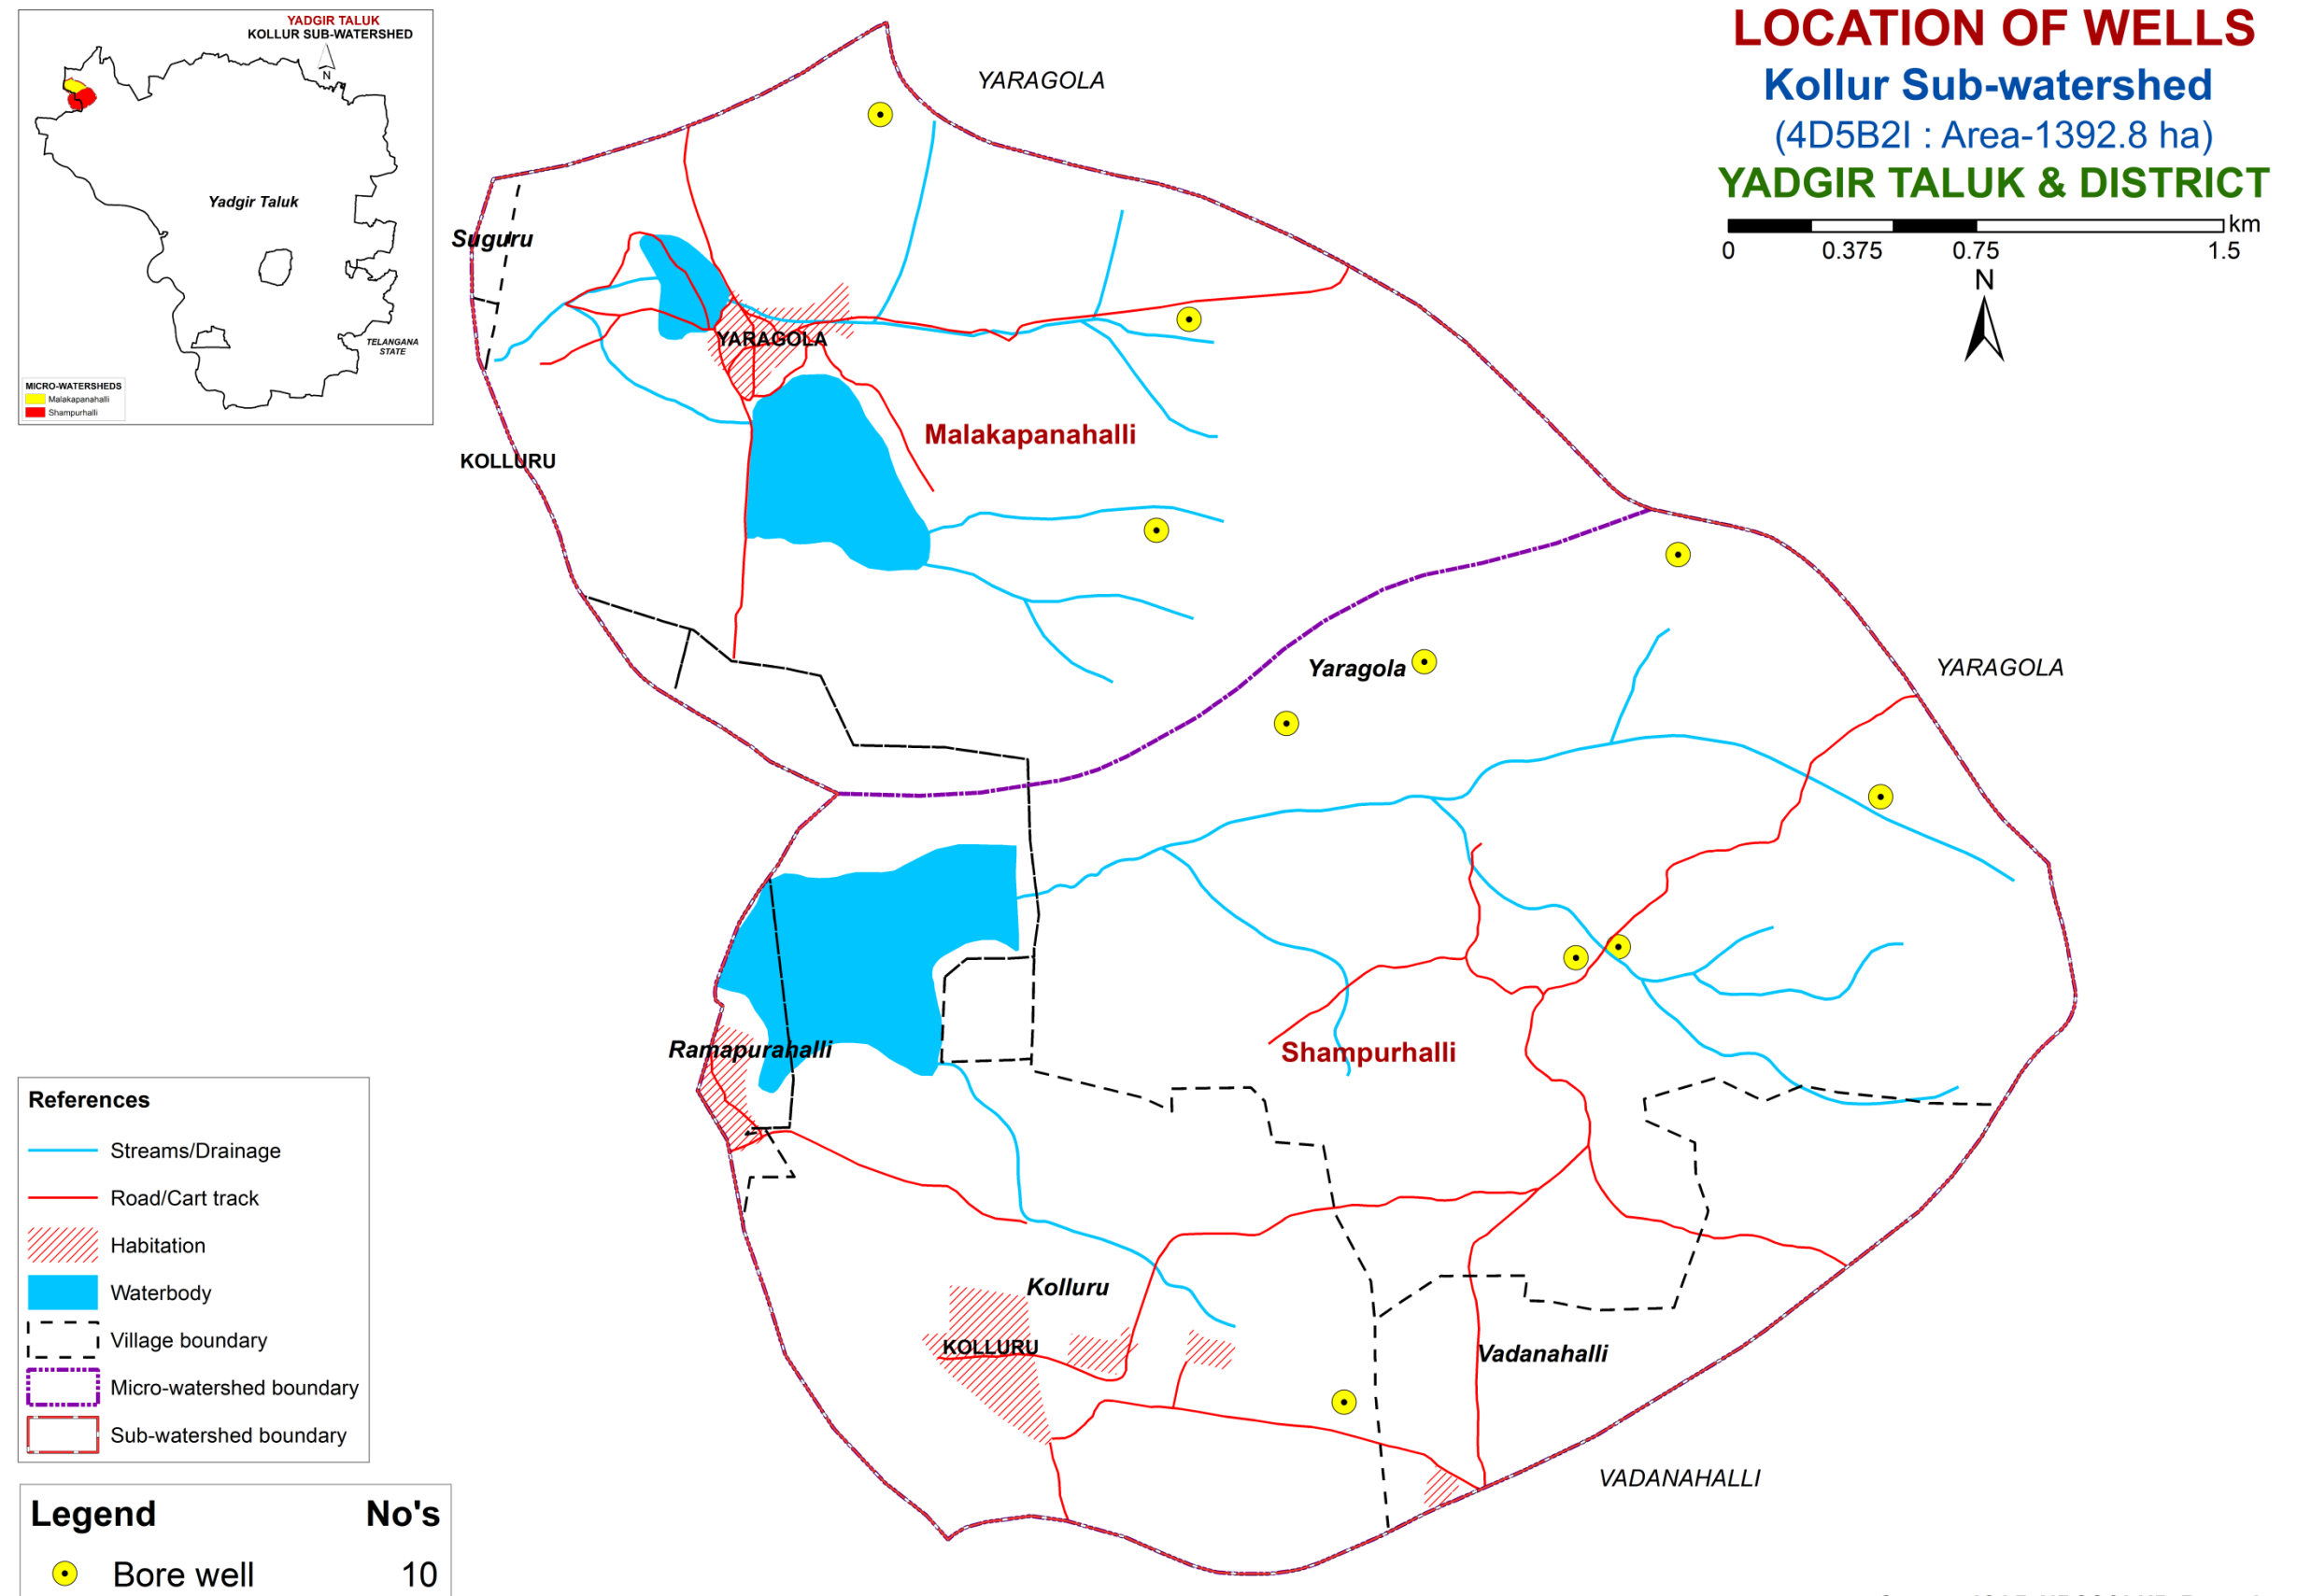 YADGIR TALUK
KOLLUR SUB-WATERSHED
N
Yadgir Taluk
TELANGANA
STATE
MICRO-WATERSHEDS
Malakapanahalli
Shampurhalli
LOCATION OF WELLS
Kollur Sub-watershed
(4D5B2I : Area-1392.8 ha)
YADGIR TALUK & DISTRICT
km
0 0.375 0.75 1.5
N
YARAGOLA
Suguru
YARAGOLA
Malakapanahalli
KOLLURU
Yaragola
YARAGOLA
Ramapurahalli
Shampurhalli
Kolluru
KOLLURU
Vadanahalli
VADANAHALLI
References
Streams/Drainage
Road/Cart track
Habitation
Waterbody
Village boundary
Micro-watershed boundary
Sub-watershed boundary
Legend No's
Bore well 10